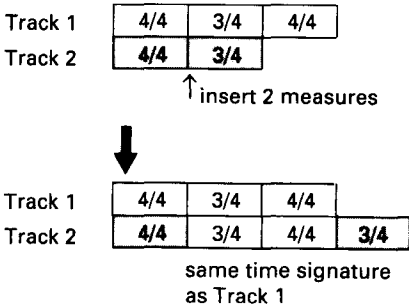 Track 1 4/4 3/4 4/4
Track 2 4/4 3/4
insert 2 measures
Track 1 4/4 3/4 4/4
Track 2 4/4 3/4 4/4 3/4
same time signature
as Track 1